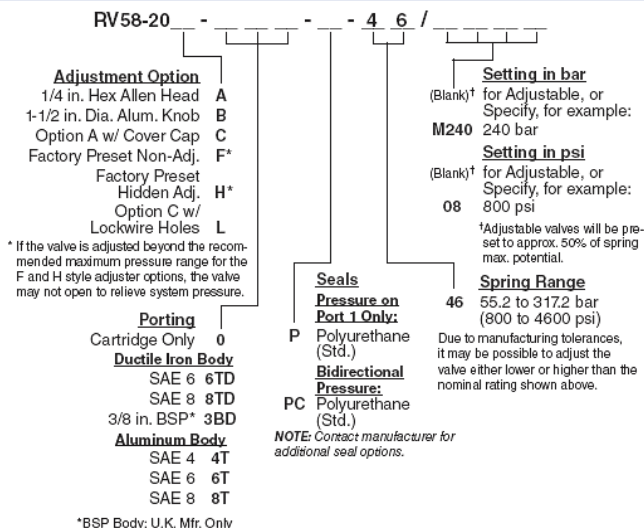 RV58-20__ - ____ - __ - 4 6 / ____
Adjustment Option
1/4 in. Hex Allen Head A
1-1/2 in. Dia. Alum. Knob B
Option A w/ Cover Cap C
Factory Preset Non-Adj. F*
Factory Preset
Hidden Adj. H*
Option C w/
Lockwire Holes L
* If the valve is adjusted beyond the recom-
mended maximum pressure range for the
F and H style adjuster options, the valve
may not open to relieve system pressure.
Porting
Cartridge Only 0
Ductile Iron Body
SAE 6 6TD
SAE 8 8TD
3/8 in. BSP* 3BD
Aluminum Body
SAE 4 4T
SAE 6 6T
SAE 8 8T
*BSP Body: U.K. Mfr. Only
Seals
Pressure on
Port 1 Only:
P Polyurethane
(Std.)
Bidirectional
Pressure:
PC Polyurethane
(Std.)
NOTE: Contact manufacturer for
additional seal options.
Setting in bar
(Blank)† for Adjustable, or
Specify, for example:
M240 240 bar
Setting in psi
(Blank)† for Adjustable, or
Specify, for example:
08 800 psi
†Adjustable valves will be pre-
set to approx. 50% of spring
max. potential.
Spring Range
46 55.2 to 317.2 bar
(800 to 4600 psi)
Due to manufacturing tolerances,
it may be possible to adjust the
valve either lower or higher than the
nominal rating shown above.